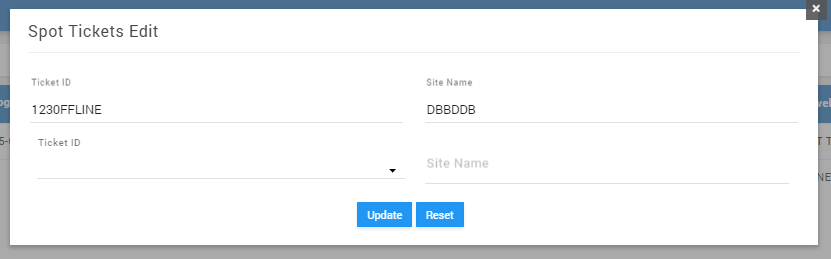 Spot Tickets Edit
×
Ticket ID
Site Name
1230FFLINE
DBBDDB
Ticket ID
Site Name
Update
Reset